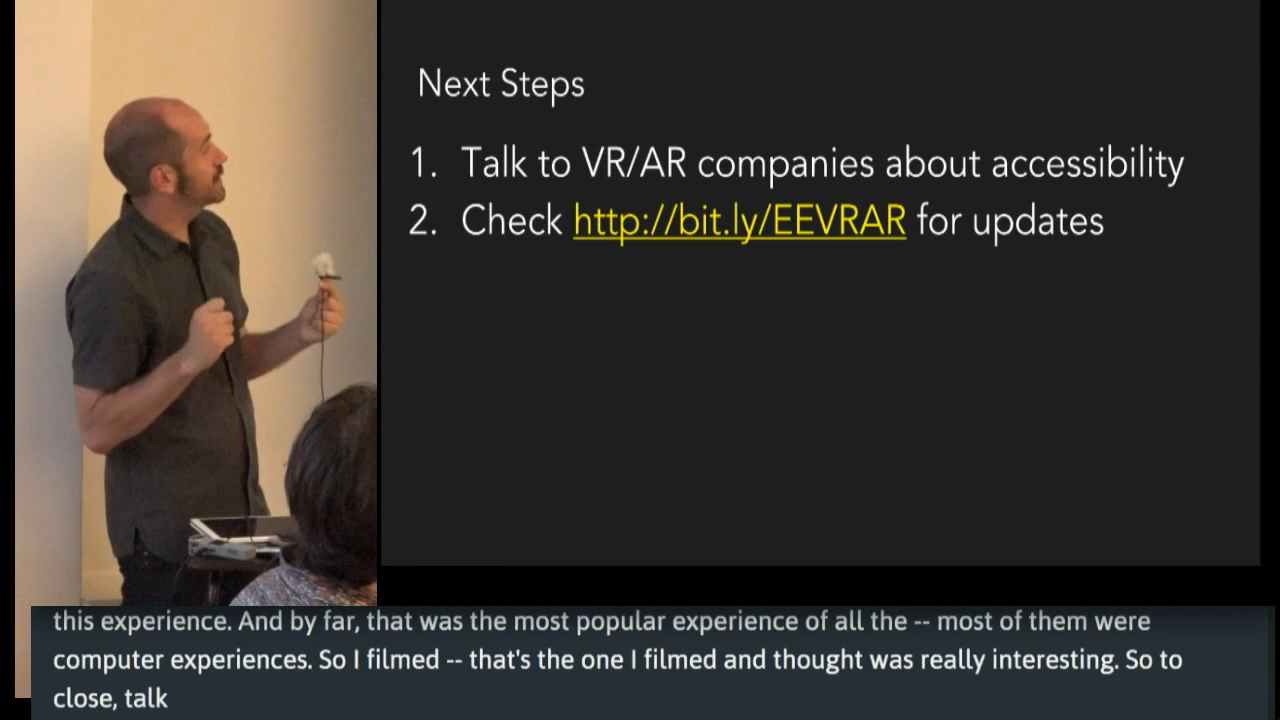 Next Steps
1. Talk to VR/AR companies about accessibility
2. Check http://bit.ly/EEVRAR for updates
this experience. And by far, that was the most popular experience of all the -- most of them were
computer experiences. So I filmed -- that's the one I filmed and thought was really interesting. So to
close, talk